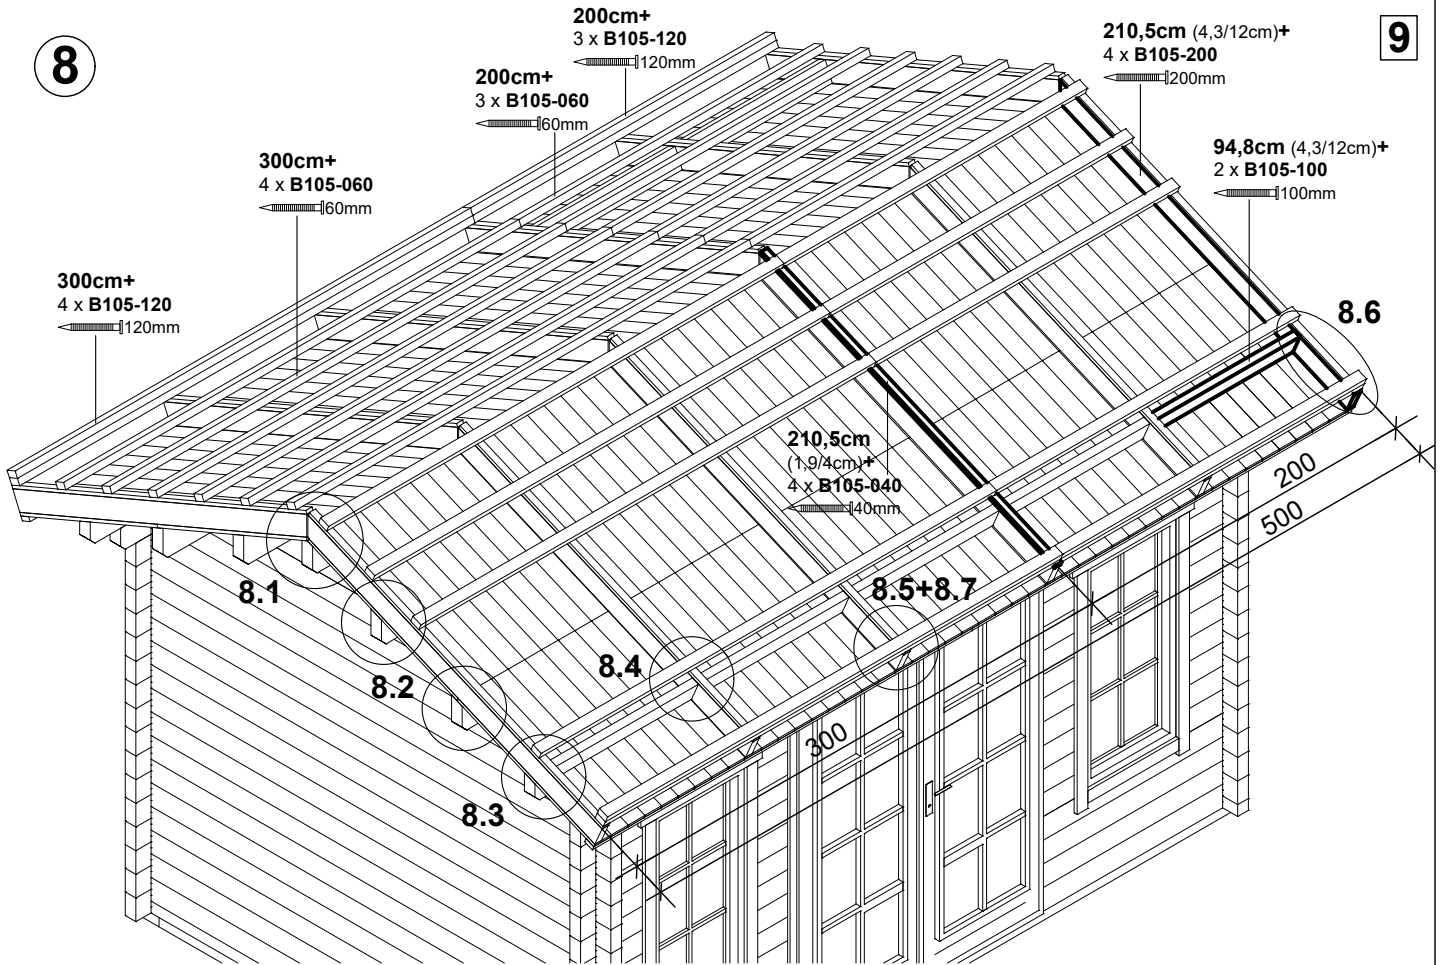 8
9
200cm+
3 x B105-120
120mm
210,5cm (4,3/12cm)+
4 x B105-200
200mm
200cm+
3 x B105-060
60mm
94,8cm (4,3/12cm)+
2 x B105-100
100mm
300cm+
4 x B105-060
60mm
300cm+
4 x B105-120
120mm
8.6
210,5cm
(1,9/4cm)+
4 x B105-040
40mm
200
500
8.1
8.5+8.7
8.4
8.2
300
8.3